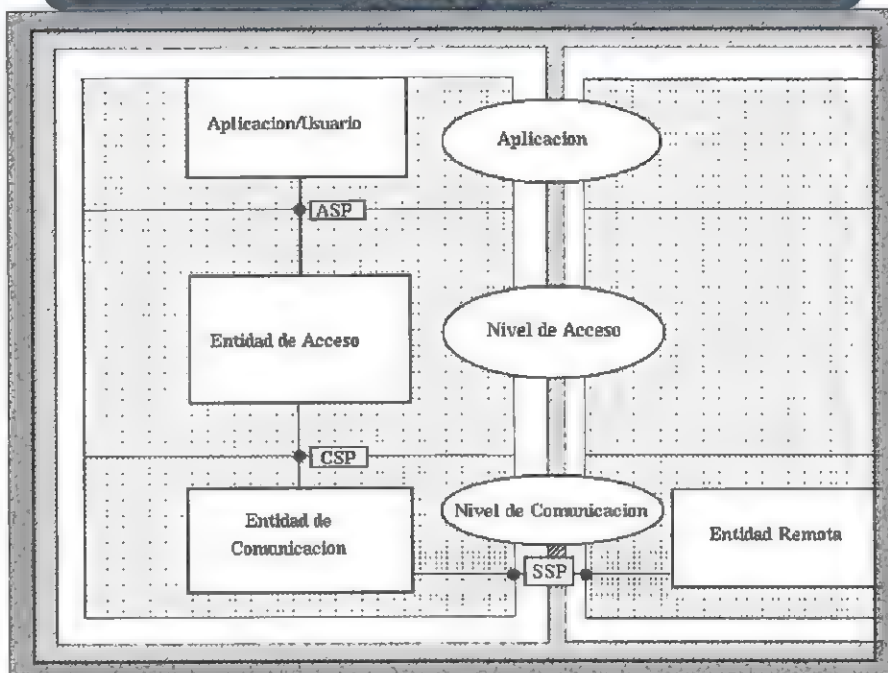 Aplicacion/Usuario
Aplicacion
ASP
Entidad de Acceso
Nivel de Acceso
CSP
Entidad de
Comunicacion
Nivel de Comunicacion
Entidad Remota
SSP